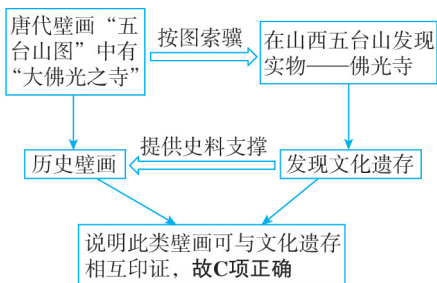 唐代壁画“五
台山图”中有
“大佛光之寺”
按图索骥
在山西五台山发现
实物——佛光寺
历史壁画
提供史料支撑
发现文化遗存
说明此类壁画可与文化遗存
相互印证，故C项正确